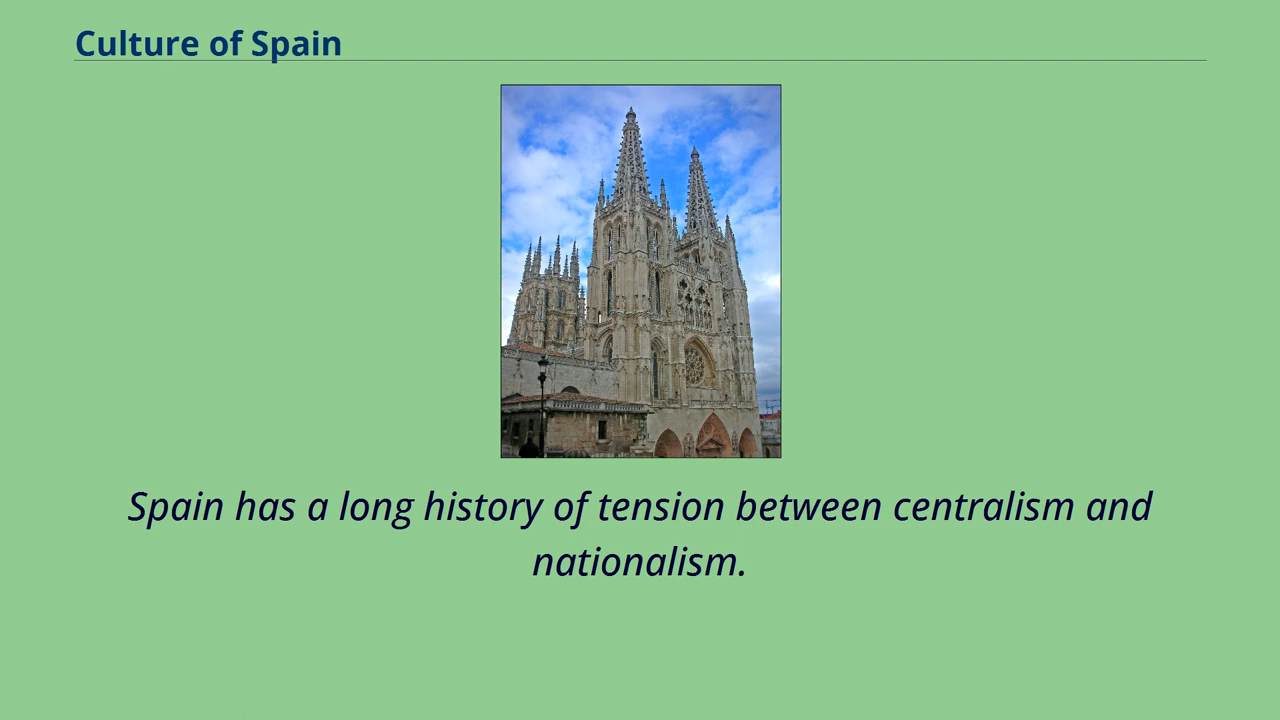 Culture of Spain
Spain has a long history of tension between centralism and
nationalism.